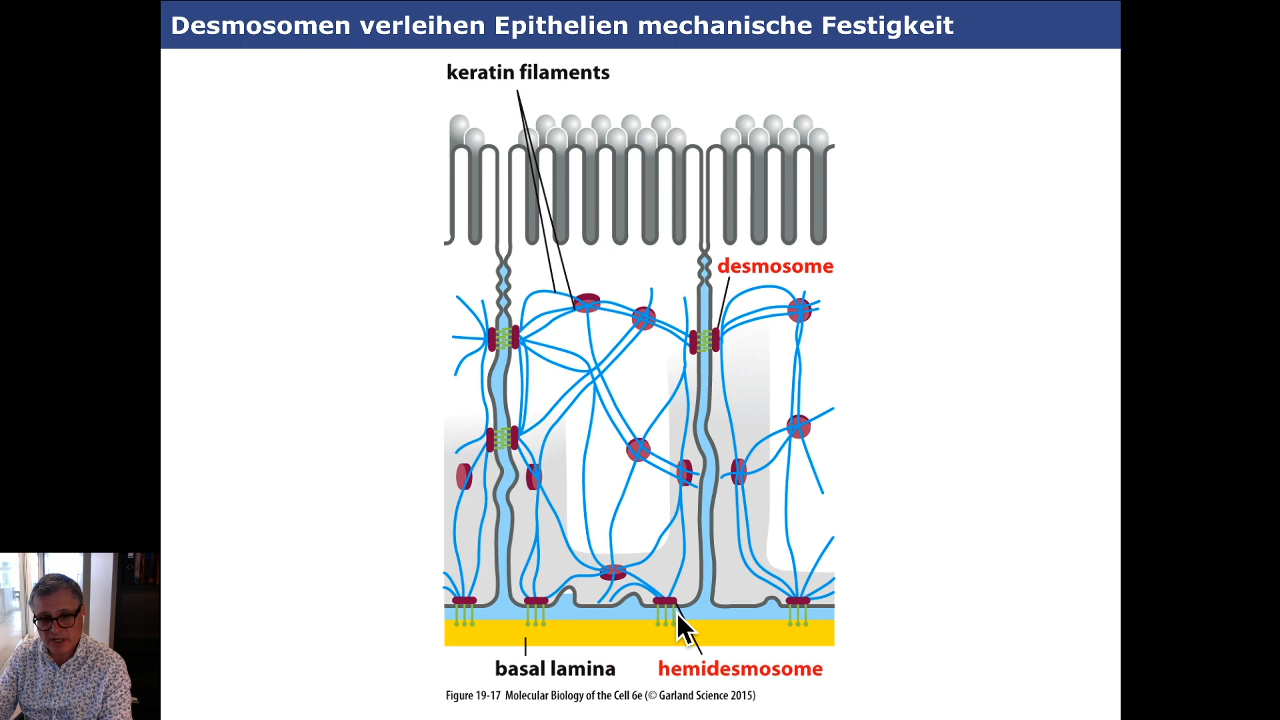 Desmosomen verleihen Epithelien mechanische Festigkeit
keratin filaments
desmosome
basal lamina
hemidesmosome
Figure 19-17 Molecular Biology of the Cell 6e (© Garland Science 2015)